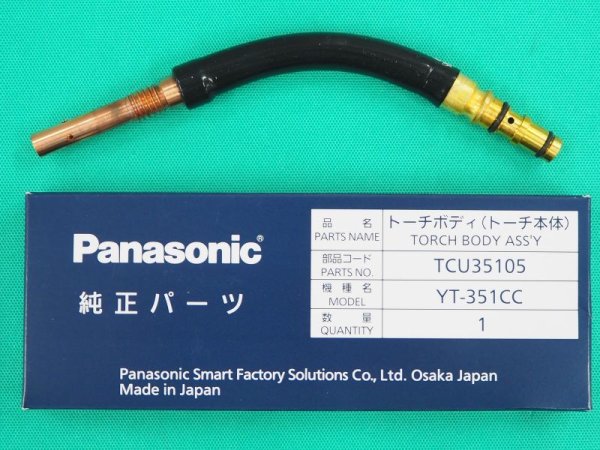 Panasonic®
純正パーツ
品名 トーチボディ(トーチ本体)
PARTS NAME TORCH BODY ASS'Y
部品コード
PARTS NO. TCU35105
機種名
MODEL YT-351CC
数量
QUANTITY 1
Panasonic Smart Factory Solutions Co., Ltd. Osaka Japan
Made in Japan